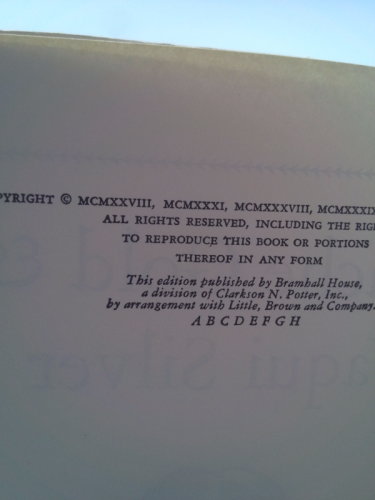 PYRIGHT © MCMXXVIII, MCMXXXI, MCMXXXVIII, MCMXXXIX
ALL RIGHTS RESERVED, INCLUDING THE RIG
TO REPRODUCE THIS BOOK OR PORTIONS
THEREOF IN ANY FORM
This edition published by Bramhall House,
a division of Clarkson N. Potter, Inc.,
by arrangement with Little, Brown and Company
A B C D E F G H